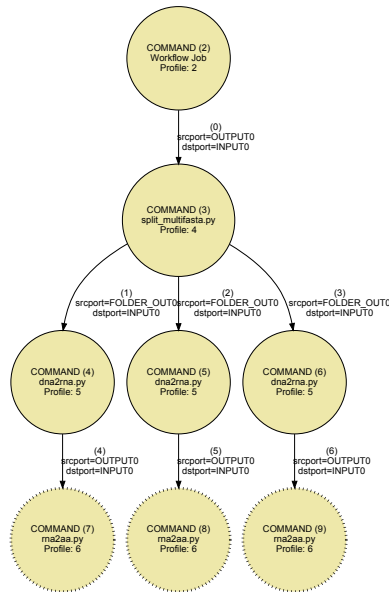 COMMAND (2)
Workflow Job
Profile: 2
(0)
srcport=OUTPUT0
dstport=INPUT0
COMMAND (3)
split_multifasta.py
Profile: 4
(1)
srcport=FOLDER_OUT0
dstport=INPUT0
(2)
srcport=FOLDER_OUT0
dstport=INPUT0
(3)
srcport=FOLDER_OUT0
dstport=INPUT0
COMMAND (4)
dna2rna.py
Profile: 5
COMMAND (5)
dna2rna.py
Profile: 5
COMMAND (6)
dna2rna.py
Profile: 5
(4)
srcport=OUTPUT0
dstport=INPUT0
(5)
srcport=OUTPUT0
dstport=INPUT0
(6)
srcport=OUTPUT0
dstport=INPUT0
COMMAND (7)
rna2aa.py
Profile: 6
COMMAND (8)
rna2aa.py
Profile: 6
COMMAND (9)
rna2aa.py
Profile: 6